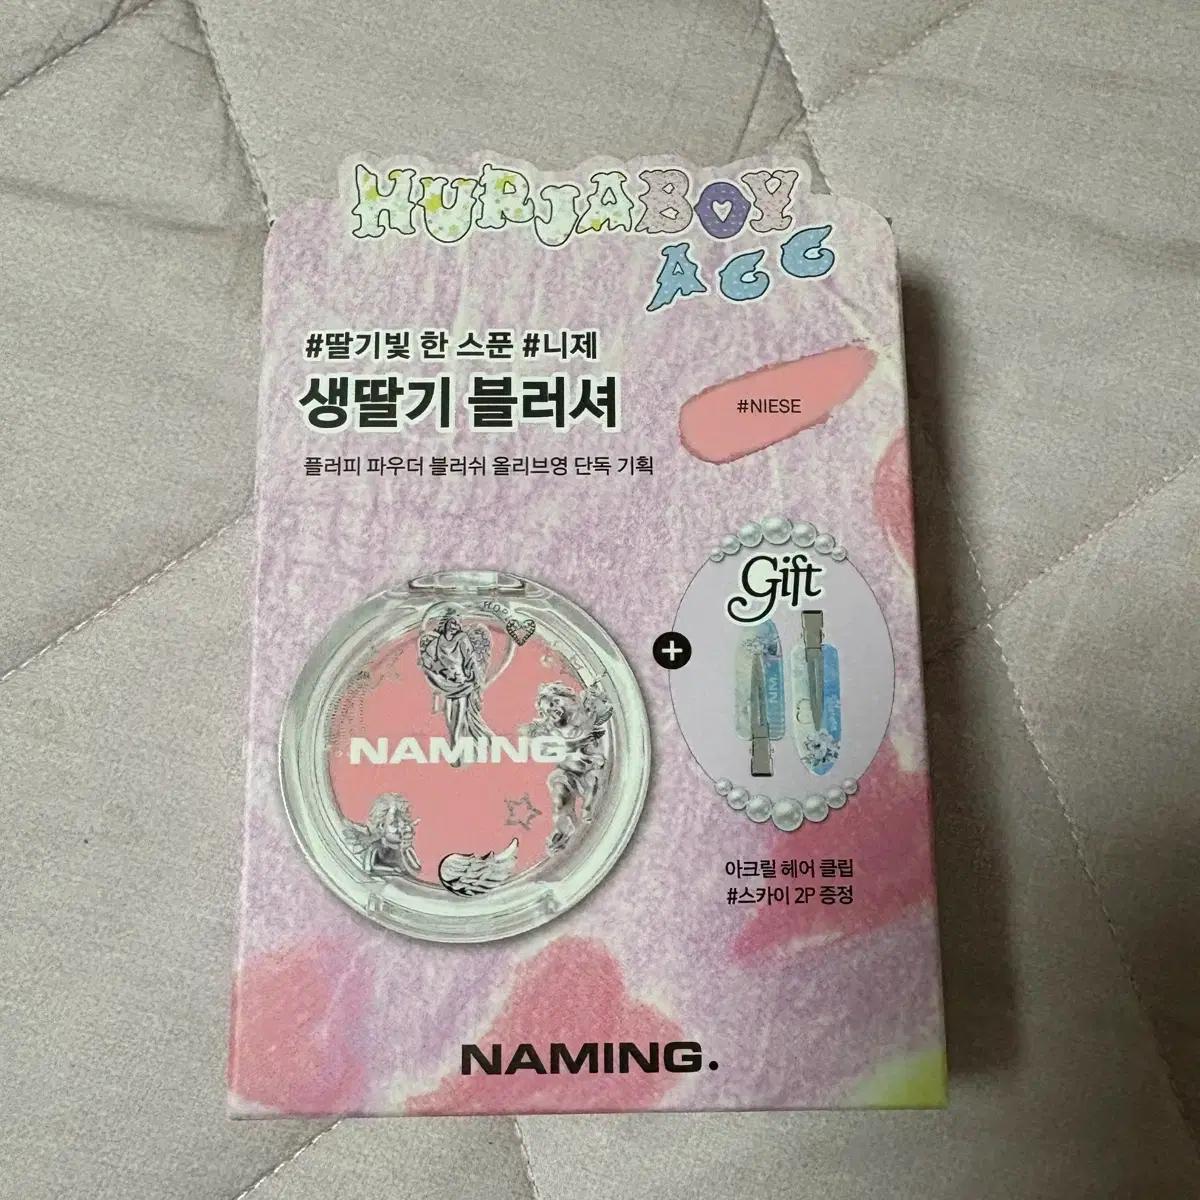 HURJABOY
ACC
#딸기빛 한 스푼 #니제
생딸기 블러셔
플러피 파우더 블러쉬 올리브영 단독 기획
#NIESE
Gift
NAMING.
NM.
아크릴 헤어 클립
#스카이 2P 증정
NAMING.